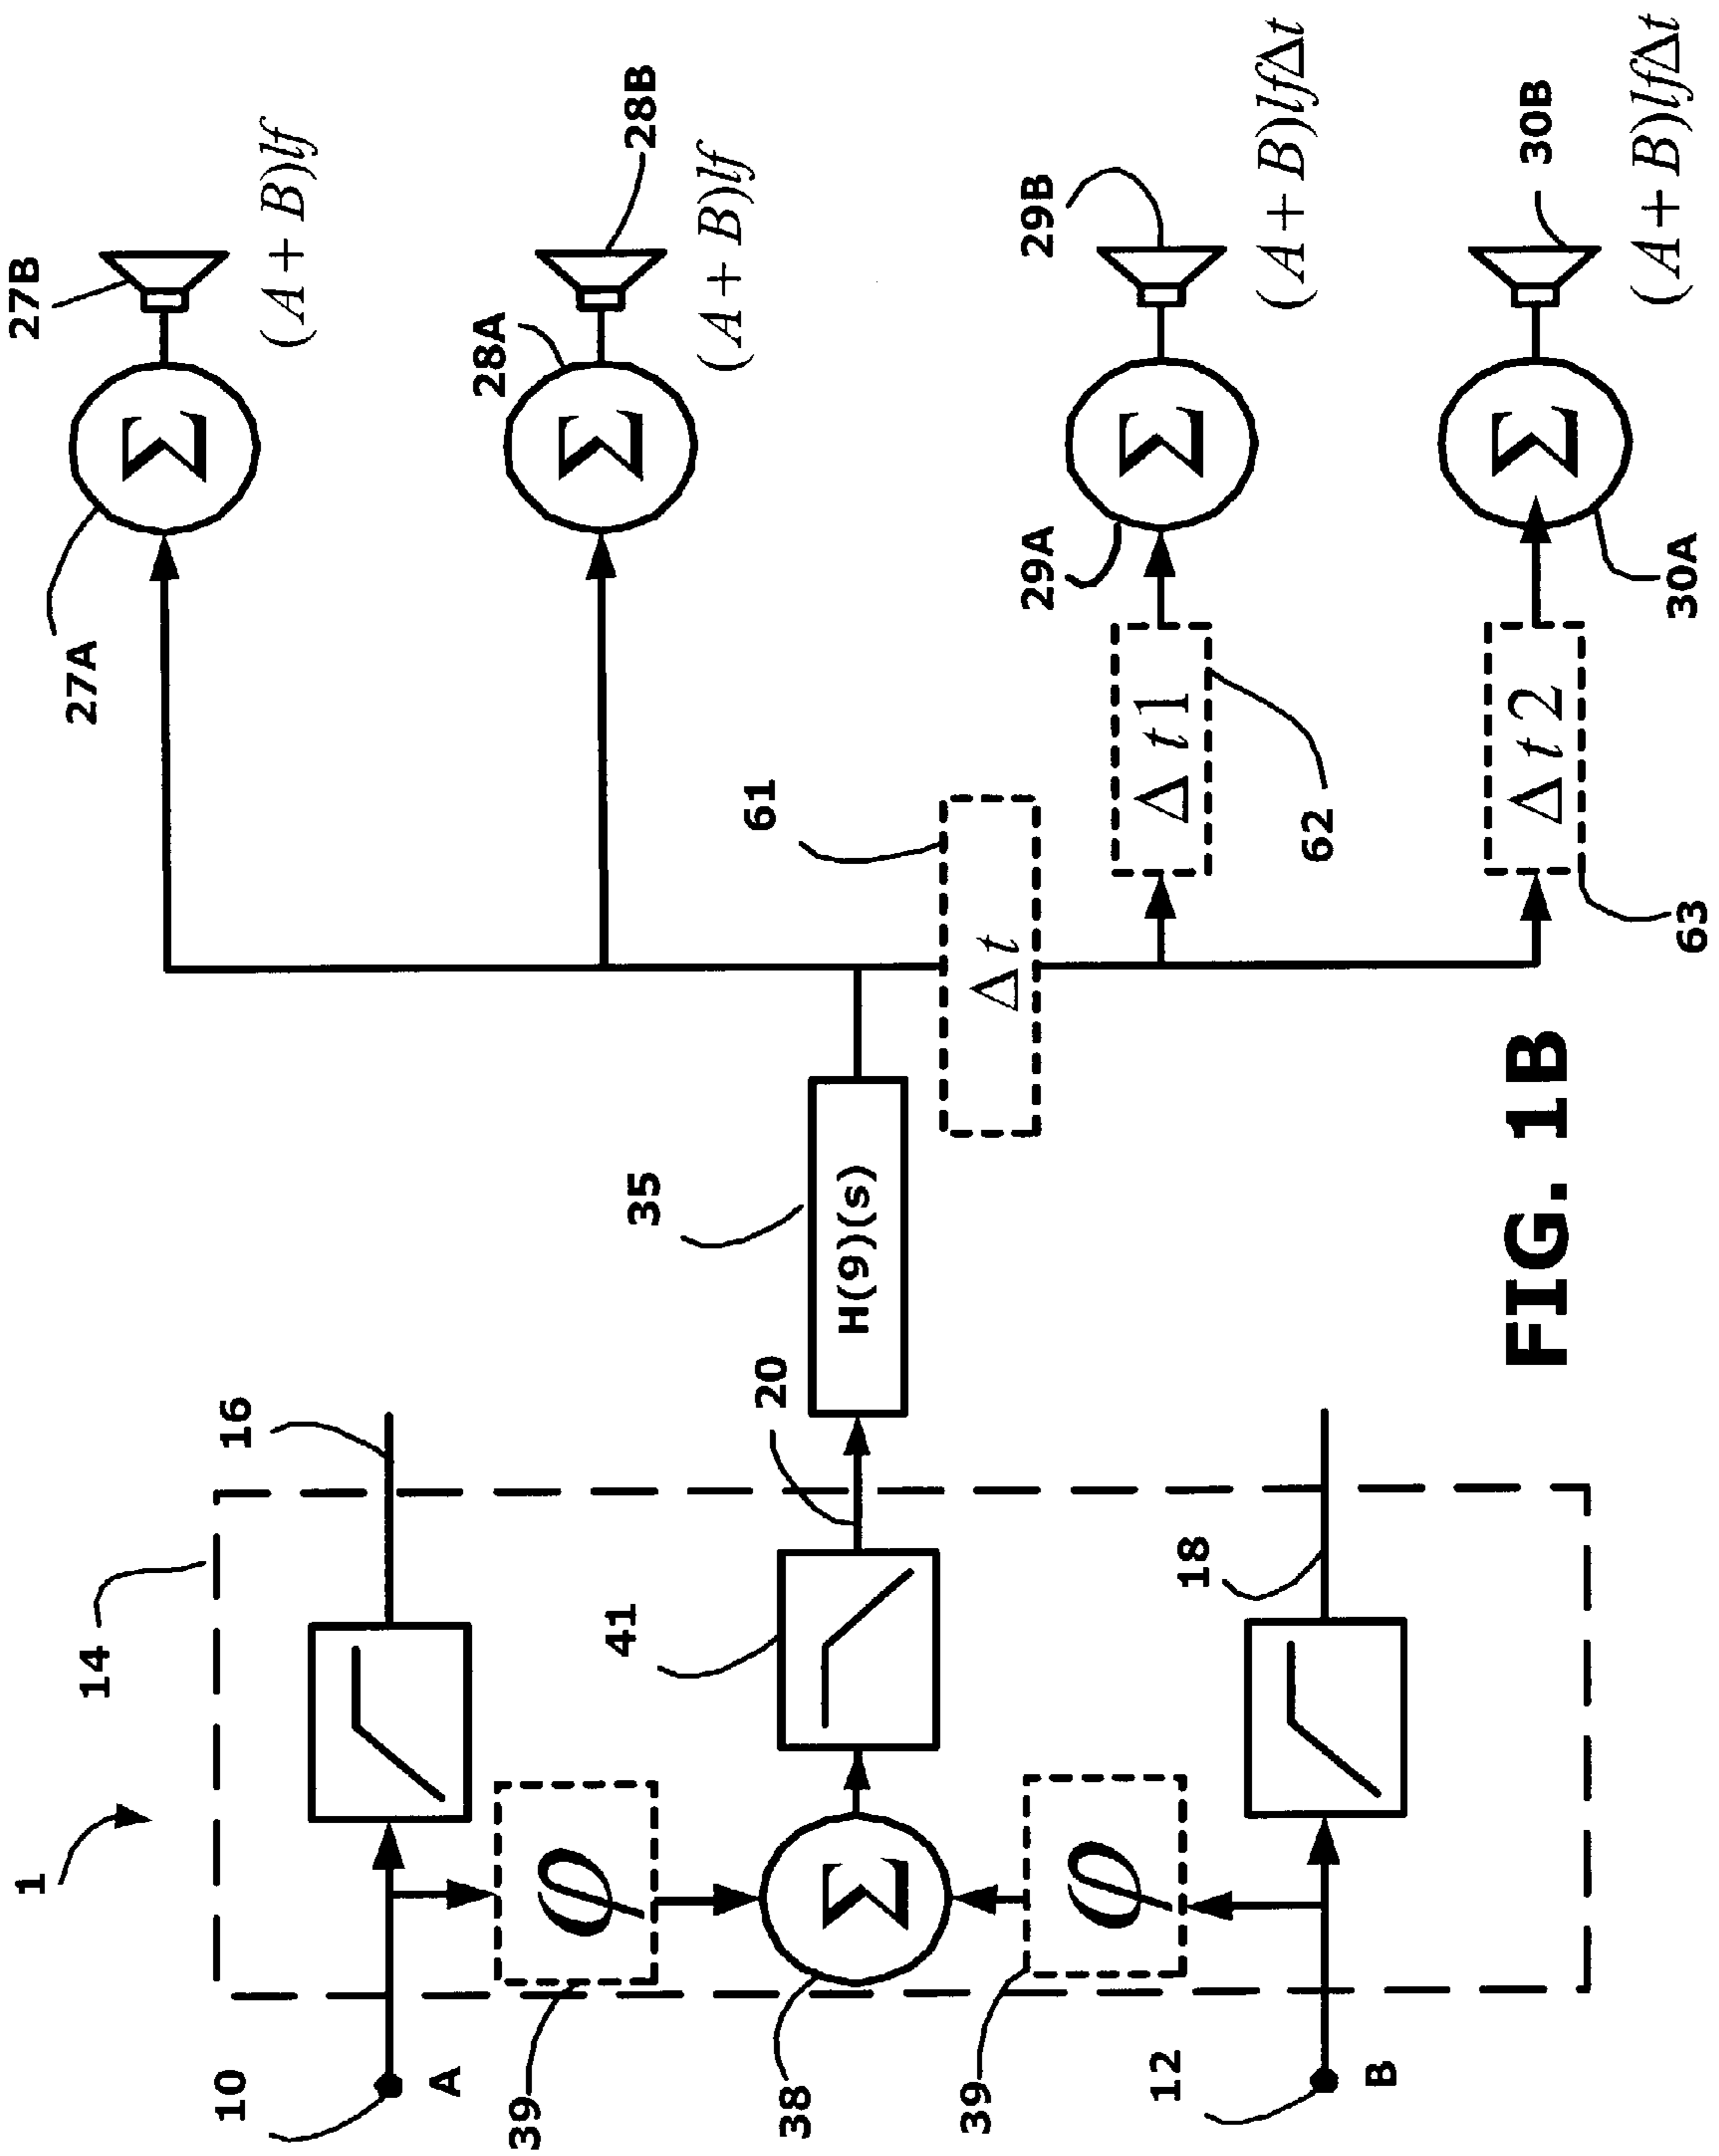 1
14
10
A
16
39
φ
38
Σ
41
20
35
H(9)(s)
39
φ
12
B
18
27A
Σ
27B
(A + B)lf
28A
Σ
28B
(A + B)lf
61
Δt
62
Δt1
29A
Σ
29B
(A + B)lfΔt
63
Δt2
30A
Σ
30B
(A + B)lfΔt
FIG. 1B